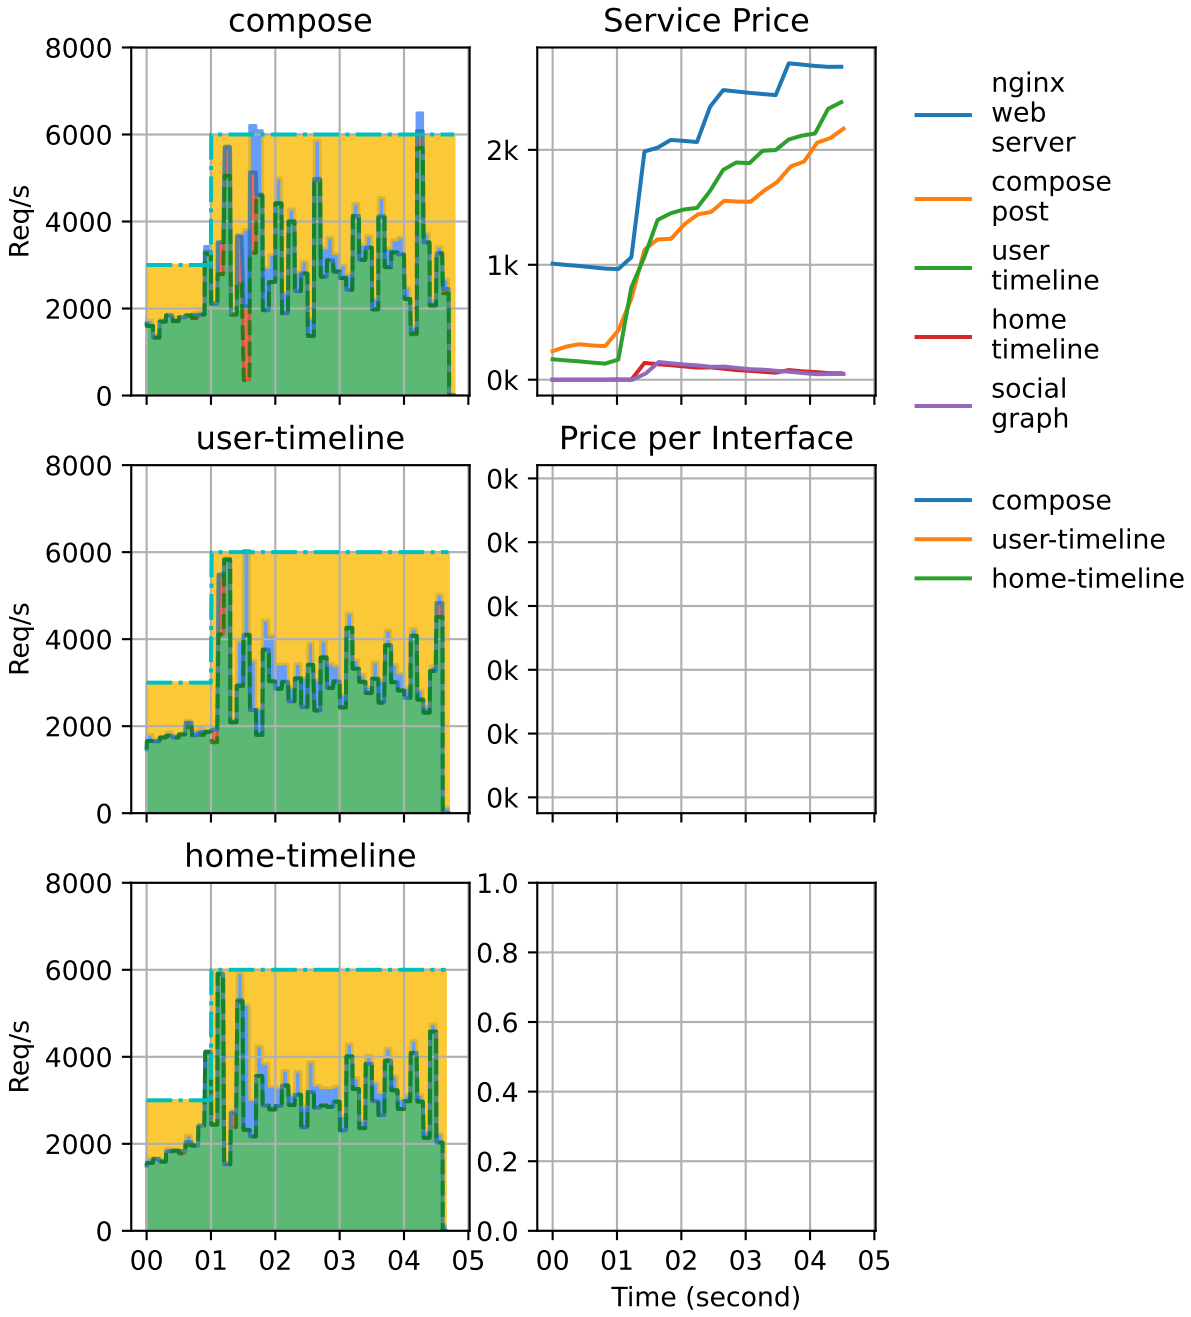 compose
8000
6000
4000
2000
0
Req/s
Service Price
2k
1k
0k
nginx
web
server
compose
post
user
timeline
home
timeline
social
graph
user-timeline
8000
6000
4000
2000
0
Req/s
Price per Interface
0k
0k
0k
0k
0k
0k
compose
user-timeline
home-timeline
home-timeline
8000
6000
4000
2000
0
Req/s
00 01 02 03 04 05
1.0
0.8
0.6
0.4
0.2
0.0
00 01 02 03 04 05
Time (second)